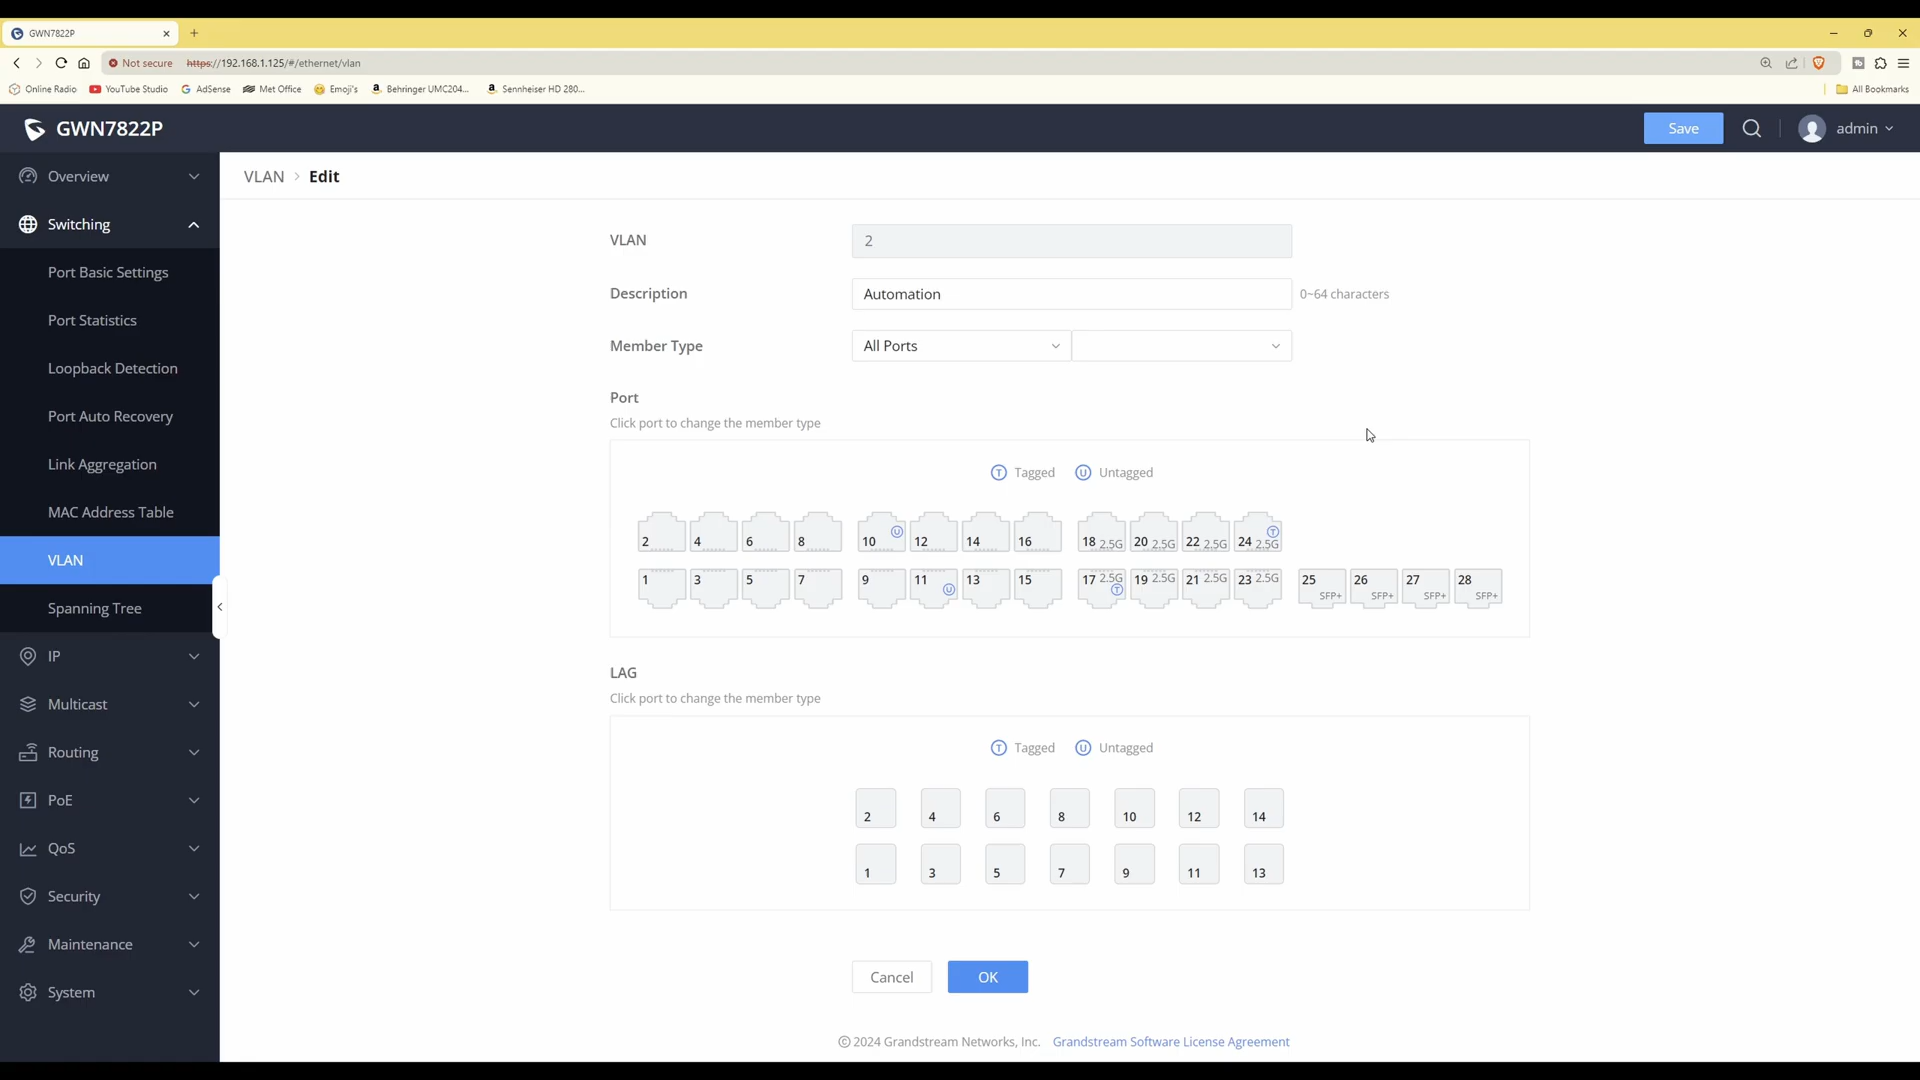 GWN7822P
Not secure https://192.168.1.125/#/ethernet/vlan
Online Radio YouTube Studio AdSense Met Office Emoji's Behringer UMC204... Sennheiser HD 280... All Bookmarks
GWN7822P Save admin
Overview
Switching
Port Basic Settings
Port Statistics
Loopback Detection
Port Auto Recovery
Link Aggregation
MAC Address Table
VLAN
Spanning Tree
IP
Multicast
Routing
PoE
QoS
Security
Maintenance
System
VLAN > Edit
VLAN 2
Description Automation 0~64 characters
Member Type All Ports
Port
Click port to change the member type
T Tagged U Untagged
2 4 6 8 10 U 12 14 16 18 2.5G 20 2.5G 22 2.5G 24 T 2.5G
1 3 5 7 9 11 U 13 15 17 2.5G T 19 2.5G 21 2.5G 23 2.5G 25 SFP+ 26 SFP+ 27 SFP+ 28 SFP+
LAG
Click port to change the member type
T Tagged U Untagged
2 4 6 8 10 12 14
1 3 5 7 9 11 13
Cancel OK
© 2024 Grandstream Networks, Inc. Grandstream Software License Agreement